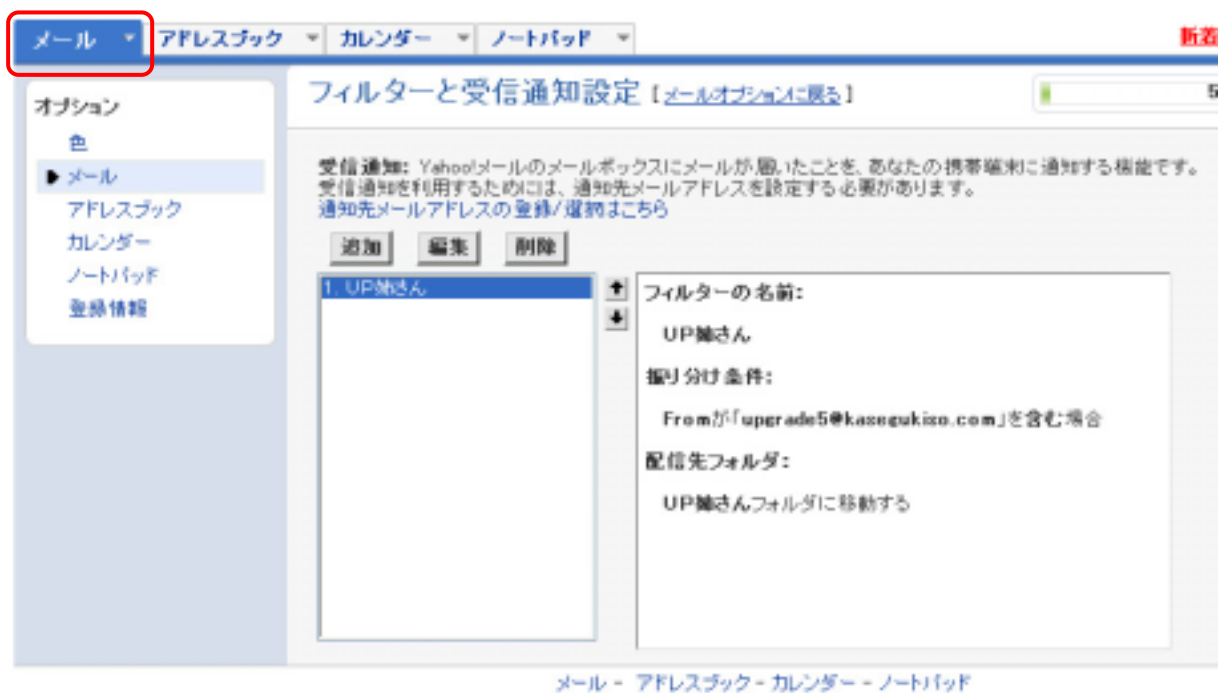 メール アドレスブック カレンダー ノートパッド 新着
オプション
色
メール
アドレスブック
カレンダー
ノートパッド
登録情報
フィルターと受信通知設定 [メールオプションに戻る] 5
受信通知: Yahoo!メールのメールボックスにメールが届いたことを、あなたの携帯端末に通知する機能です。
受信通知を利用するためには、通知先メールアドレスを設定する必要があります。
通知先メールアドレスの登録/選択はこちら
追加 編集 削除
1. UP姉さん
フィルターの名前:
UP姉さん
振り分け条件:
Fromが「upgrade5@kasegukiso.com」を含む場合
配信先フォルダ:
UP姉さんフォルダに移動する
メール - アドレスブック - カレンダー - ノートパッド